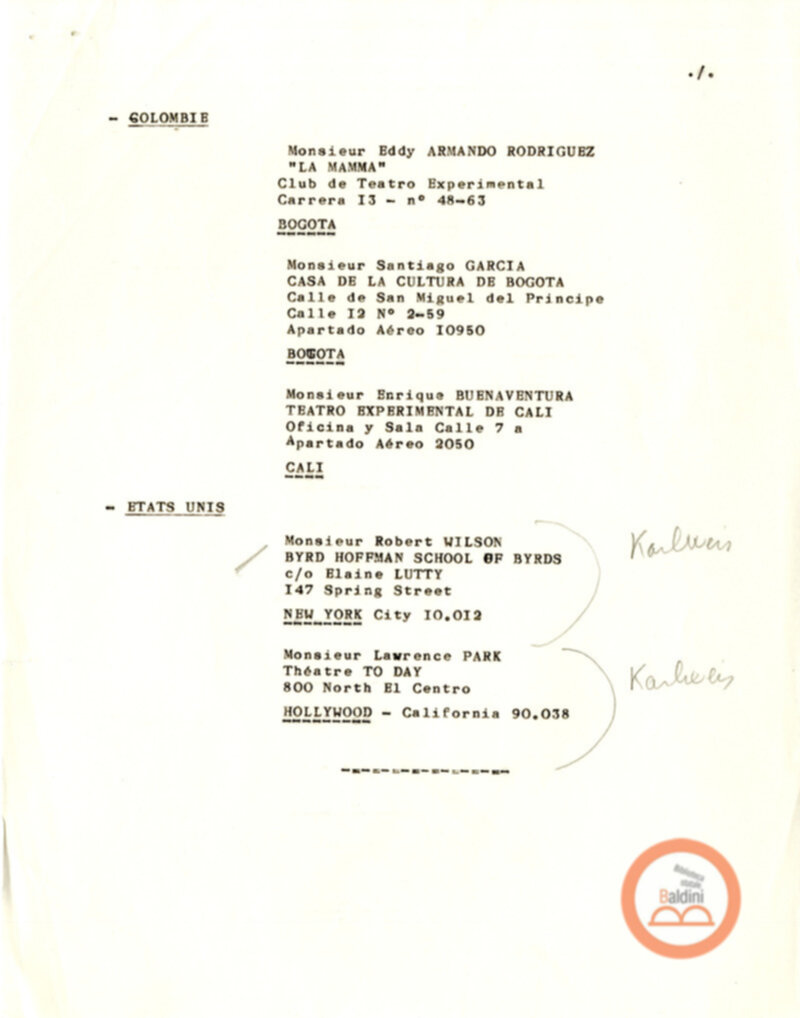 ./.
- COLOMBIE
Monsieur Eddy ARMANDO RODRIGUEZ
"LA MAMMA"
Club de Teatro Experimental
Carrera I3 - n° 48-63
BOGOTA
Monsieur Santiago GARCIA
CASA DE LA CULTURA DE BOGOTA
Calle de San Miguel del Principe
Calle I2 N° 2-59
Apartado Aéreo I0950
BOGOTA
Monsieur Enrique BUENAVENTURA
TEATRO EXPERIMENTAL DE CALI
Oficina y Sala Calle 7 a
Apartado Aéreo 2050
CALI
- ETATS UNIS
Monsieur Robert WILSON
BYRD HOFFMAN SCHOOL OF BYRDS
c/o Elaine LUTTY
I47 Spring Street
NEW YORK City I0.0I2
Karlweis
Monsieur Lawrence PARK
Théatre TO DAY
800 North El Centro
HOLLYWOOD - California 90.038
Karlweis
Biblioteca
statale
Baldini